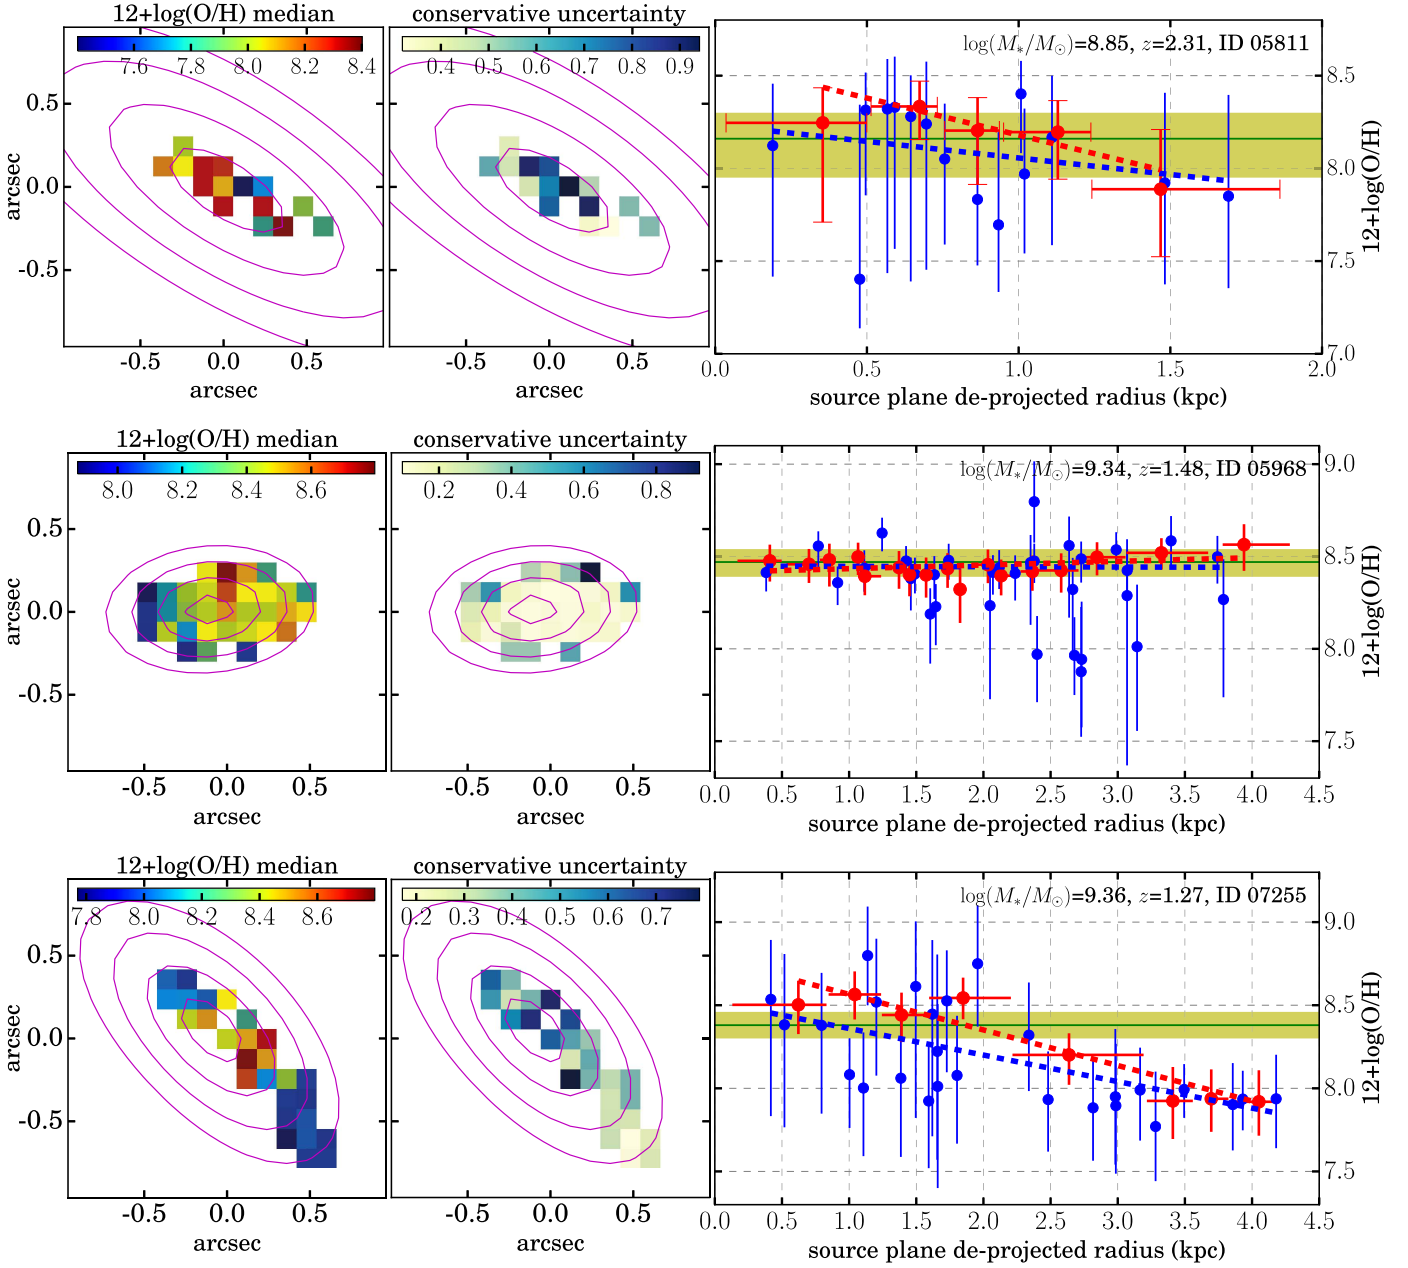 12+log(O/H) median
conservative uncertainty
7.6 7.8 8.0 8.2 8.4
0.4 0.5 0.6 0.7 0.8 0.9
log(M*/M⊙)=8.85, z=2.31, ID 05811
arcsec
0.5
0.0
-0.5
-0.5 0.0 0.5
arcsec
-0.5 0.0 0.5
arcsec
8.5
8.0
7.5
7.0
12+log(O/H)
0.0 0.5 1.0 1.5 2.0
source plane de-projected radius (kpc)
12+log(O/H) median
conservative uncertainty
8.0 8.2 8.4 8.6
0.2 0.4 0.6 0.8
log(M*/M⊙)=9.34, z=1.48, ID 05968
arcsec
0.5
0.0
-0.5
-0.5 0.0 0.5
arcsec
-0.5 0.0 0.5
arcsec
9.0
8.5
8.0
7.5
12+log(O/H)
0.0 0.5 1.0 1.5 2.0 2.5 3.0 3.5 4.0 4.5
source plane de-projected radius (kpc)
12+log(O/H) median
conservative uncertainty
7.8 8.0 8.2 8.4 8.6
0.2 0.3 0.4 0.5 0.6 0.7
log(M*/M⊙)=9.36, z=1.27, ID 07255
arcsec
0.5
0.0
-0.5
-0.5 0.0 0.5
arcsec
-0.5 0.0 0.5
arcsec
9.0
8.5
8.0
7.5
12+log(O/H)
0.0 0.5 1.0 1.5 2.0 2.5 3.0 3.5 4.0 4.5
source plane de-projected radius (kpc)